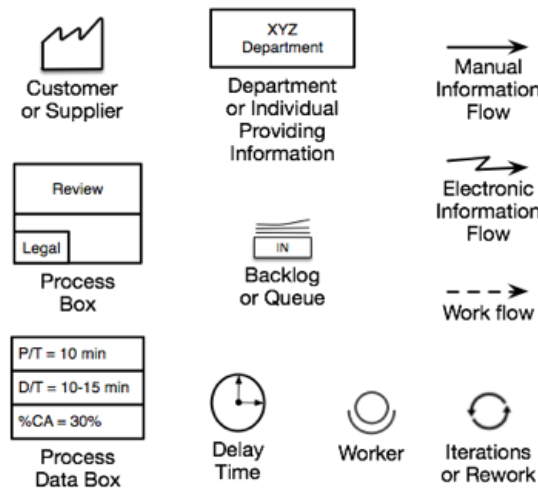 Customer
or Supplier
XYZ
Department
Department
or Individual
Providing
Information
Manual
Information
Flow
Review
Legal
Process
Box
IN
Backlog
or Queue
Electronic
Information
Flow
Work flow
P/T = 10 min
D/T = 10-15 min
%CA = 30%
Process
Data Box
Delay
Time
Worker
Iterations
or Rework